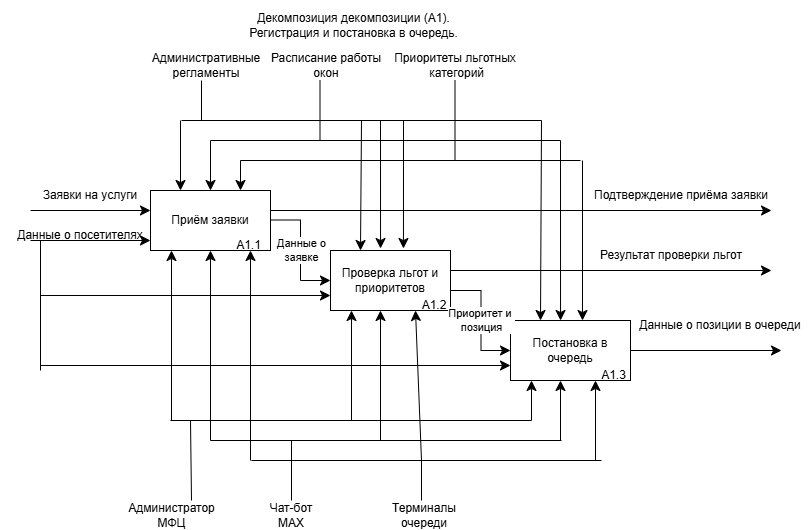 Декомпозиция декомпозиции (А1).
Регистрация и постановка в очередь.
Административные
регламенты
Расписание работы
окон
Приоритеты льготных
категорий
Заявки на услуги
Данные о посетителях
Приём заявки
А1.1
Подтверждение приёма заявки
Данные о
заявке
Проверка льгот и
приоритетов
А1.2
Результат проверки льгот
Приоритет и
позиция
Постановка в
очередь
А1.3
Данные о позиции в очереди
Администратор
МФЦ
Чат-бот
МАХ
Терминалы
очереди